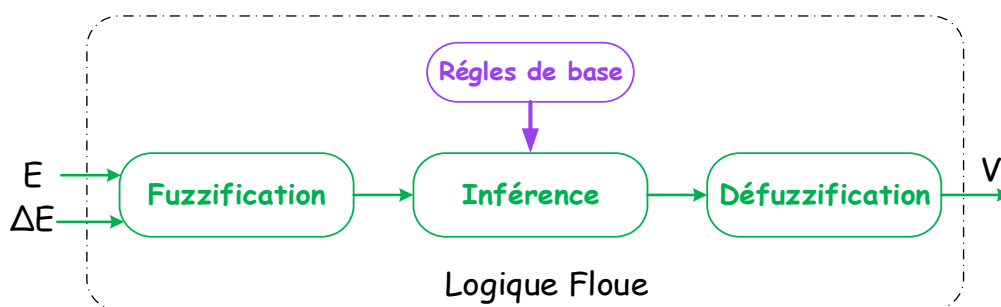 Régles de base
E
ΔE
Fuzzification
Inférence
Défuzzification
V
Logique Floue